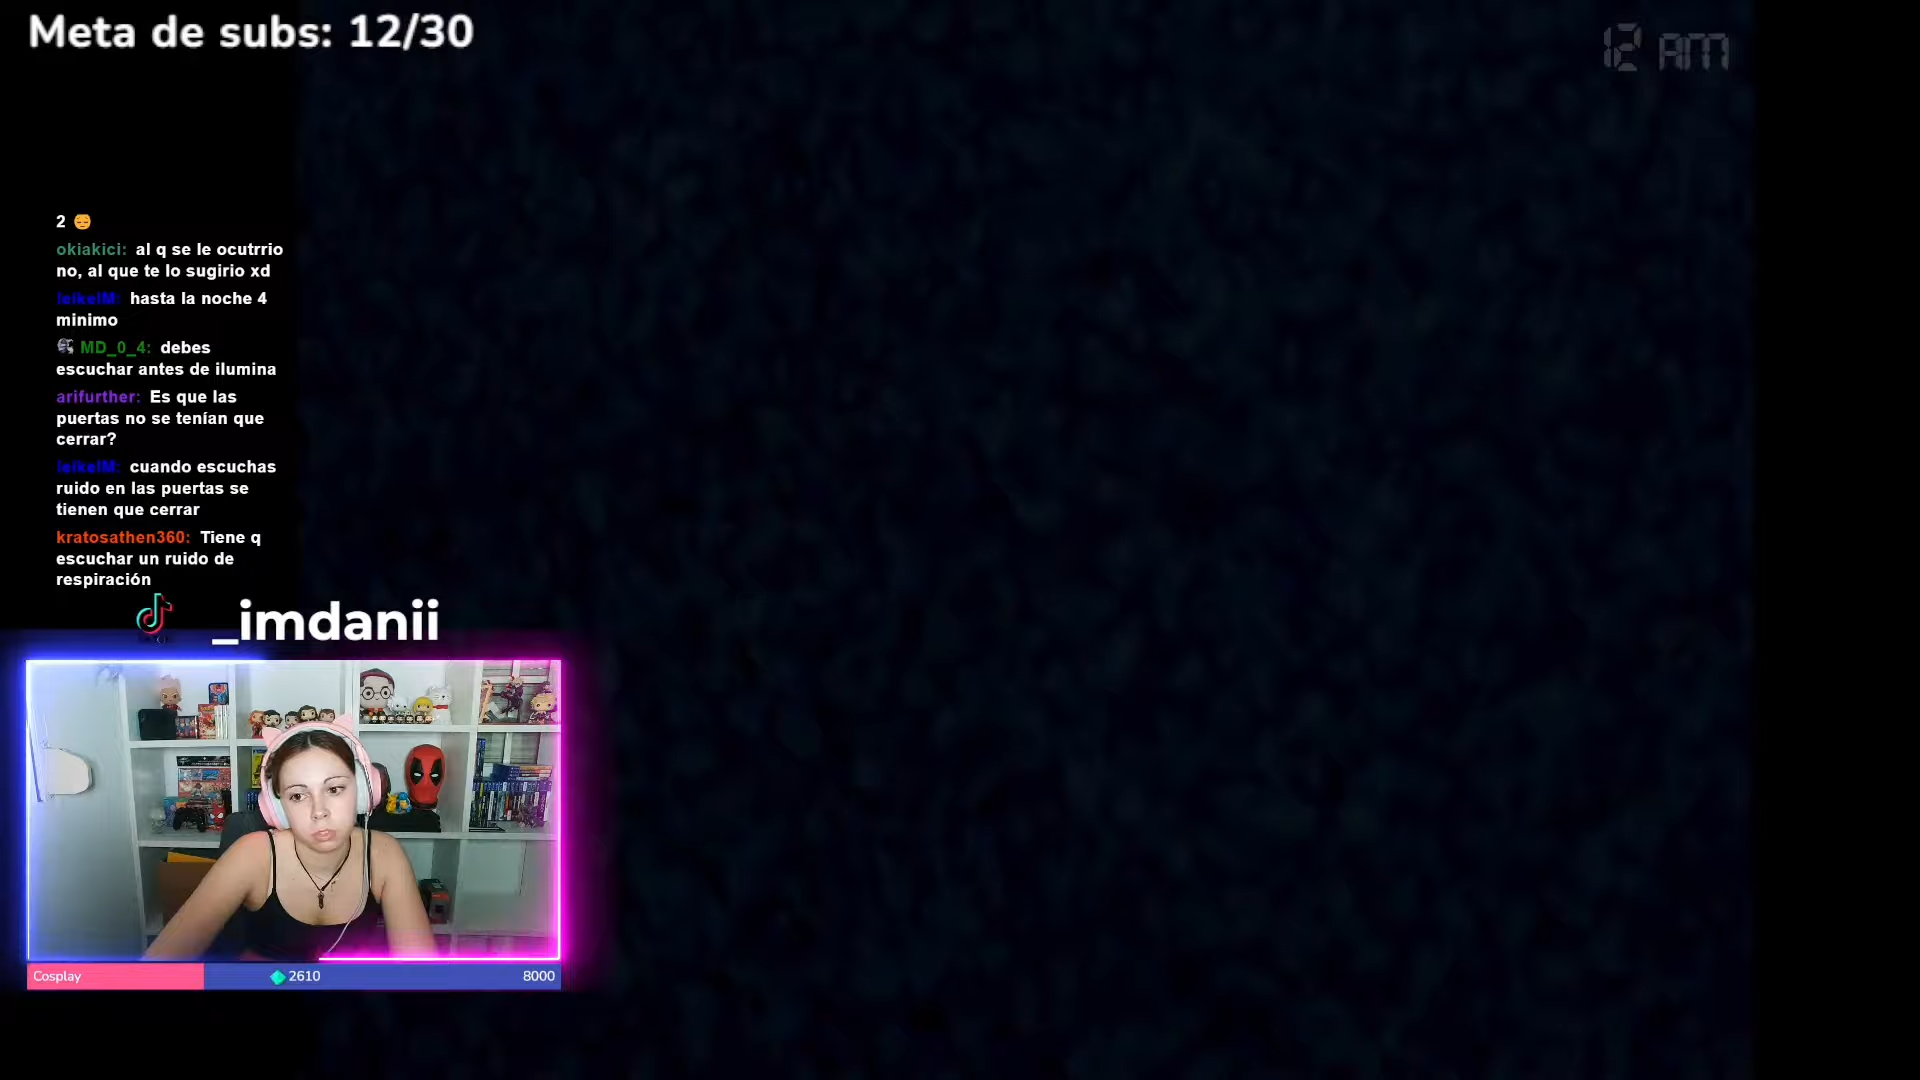 Meta de subs: 12/30
12 AM
2
okiakici: al q se le ocutrrio
no, al que te lo sugirio xd
leikelM: hasta la noche 4
minimo
MD_0_4: debes
escuchar antes de ilumina
arifurther: Es que las
puertas no se tenían que
cerrar?
leikelM: cuando escuchas
ruido en las puertas se
tienen que cerrar
kratosathen360: Tiene q
escuchar un ruido de
respiración
_imdanii
Cosplay 2610 8000